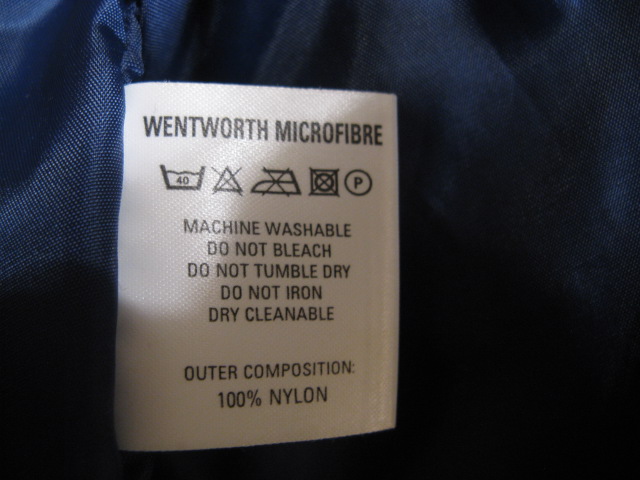 WENTWORTH MICROFIBRE
40 P
MACHINE WASHABLE
DO NOT BLEACH
DO NOT TUMBLE DRY
DO NOT IRON
DRY CLEANABLE
OUTER COMPOSITION:
100% NYLON